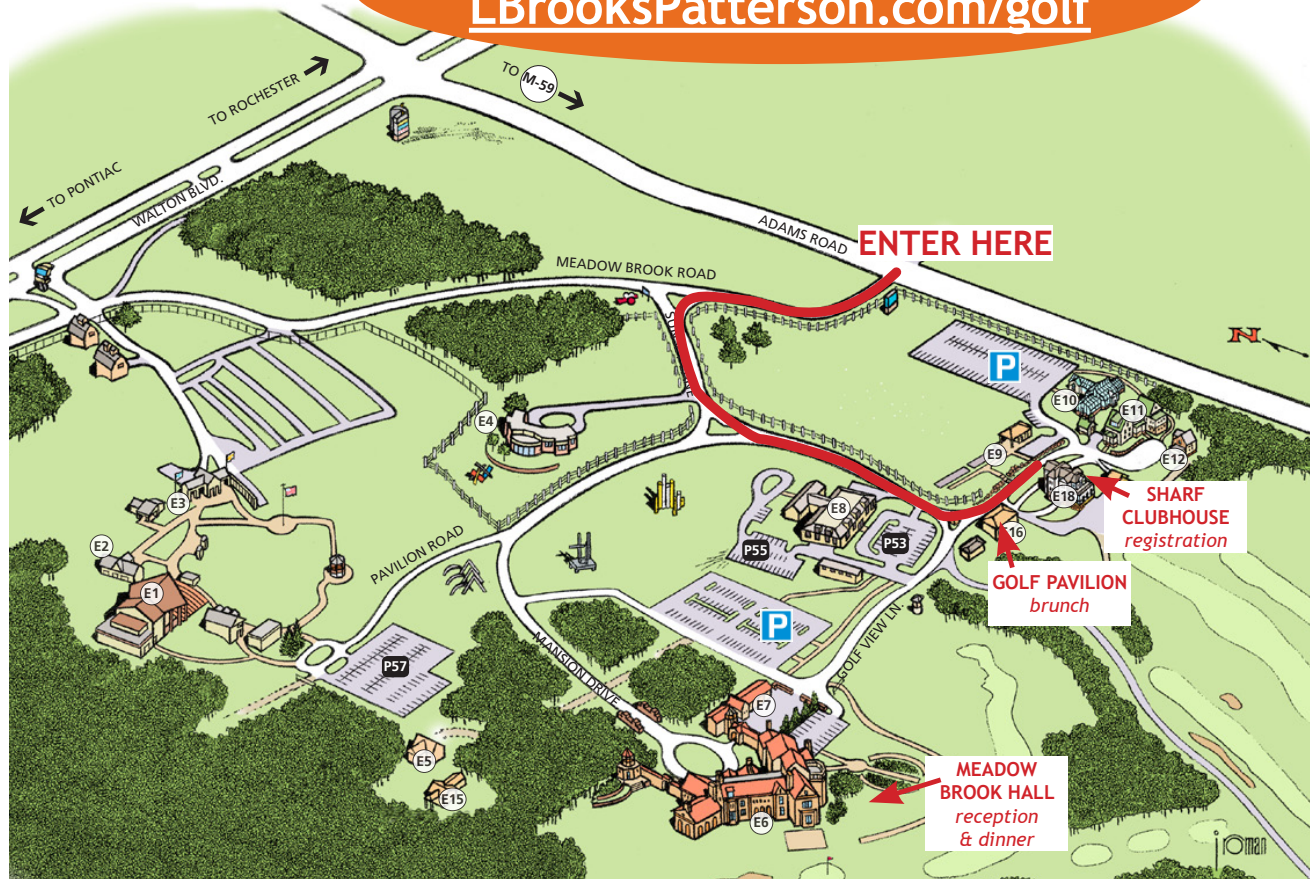 LBrooksPatterson.com/golf
TO ROCHESTER
TO M-59
TO PONTIAC
WALTON BLVD.
ADAMS ROAD
ENTER HERE
MEADOW BROOK ROAD
N
P
E10
E11
E4
E9
E12
E18
SHARF
CLUBHOUSE
registration
E3
E8
E16
P53
P55
E2
PAVILION ROAD
GOLF PAVILION
brunch
E1
P
GOLF VIEW LN
MANSION DRIVE
P57
E7
E5
E15
MEADOW
BROOK HALL
reception
& dinner
E6
j roman